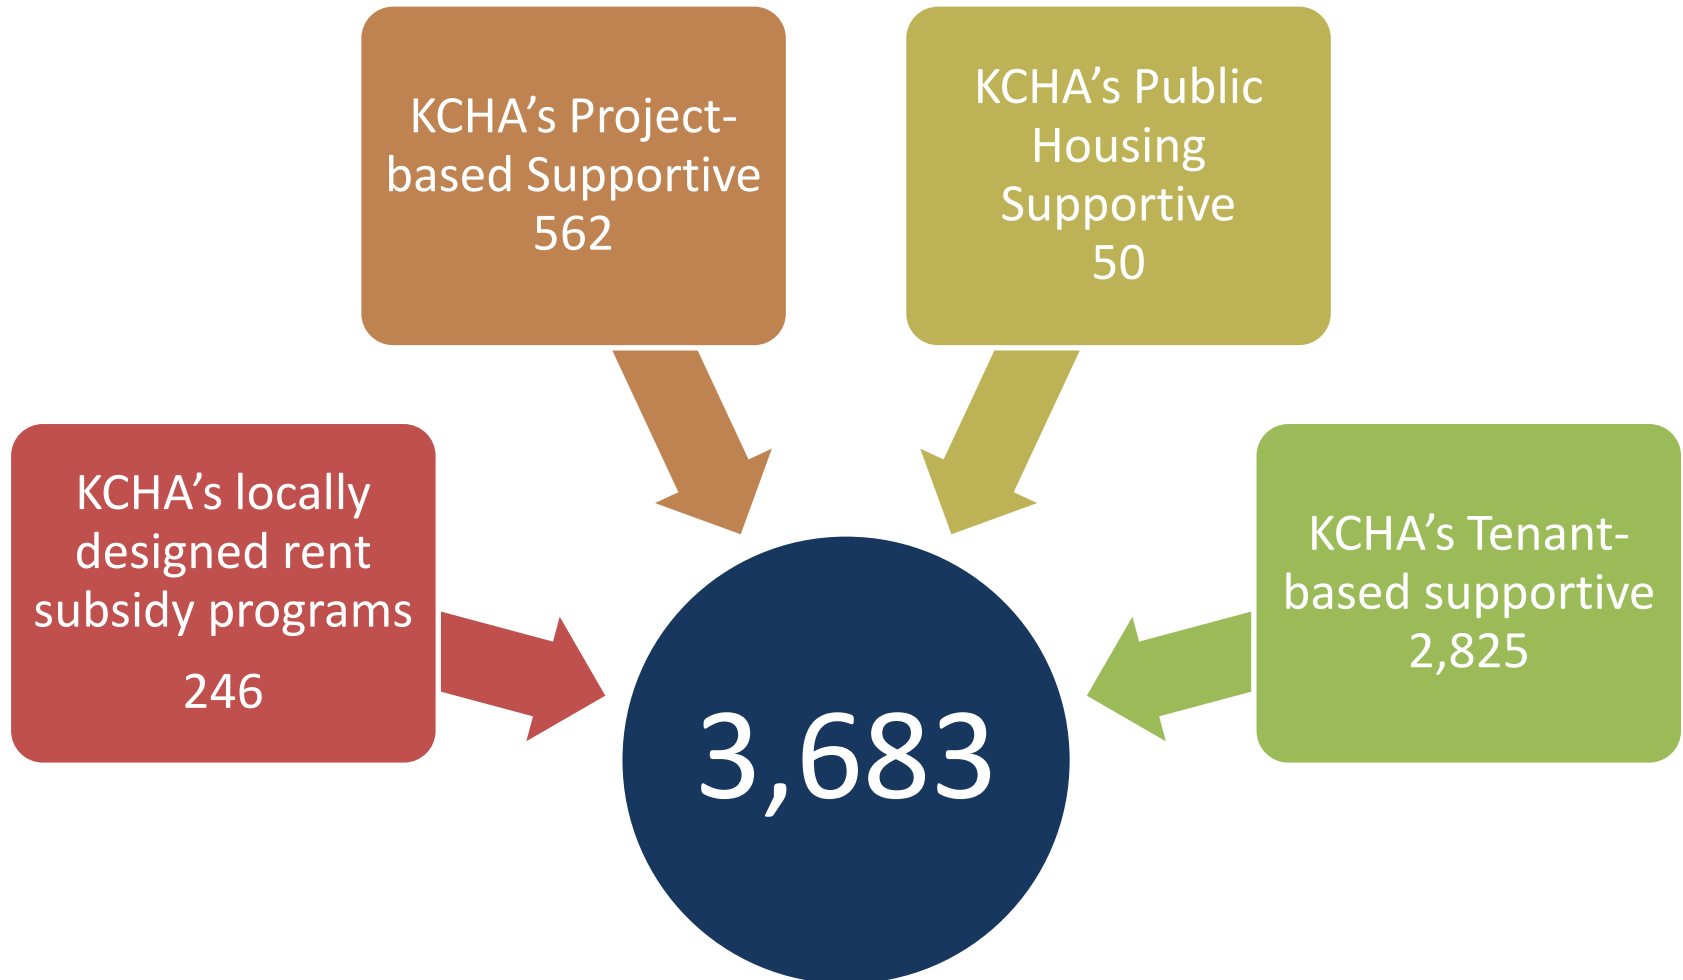 KCHA’s Project-
based Supportive
562
KCHA’s Public
Housing
Supportive
50
KCHA’s locally
designed rent
subsidy programs
246
KCHA’s Tenant-
based supportive
2,825
3,683